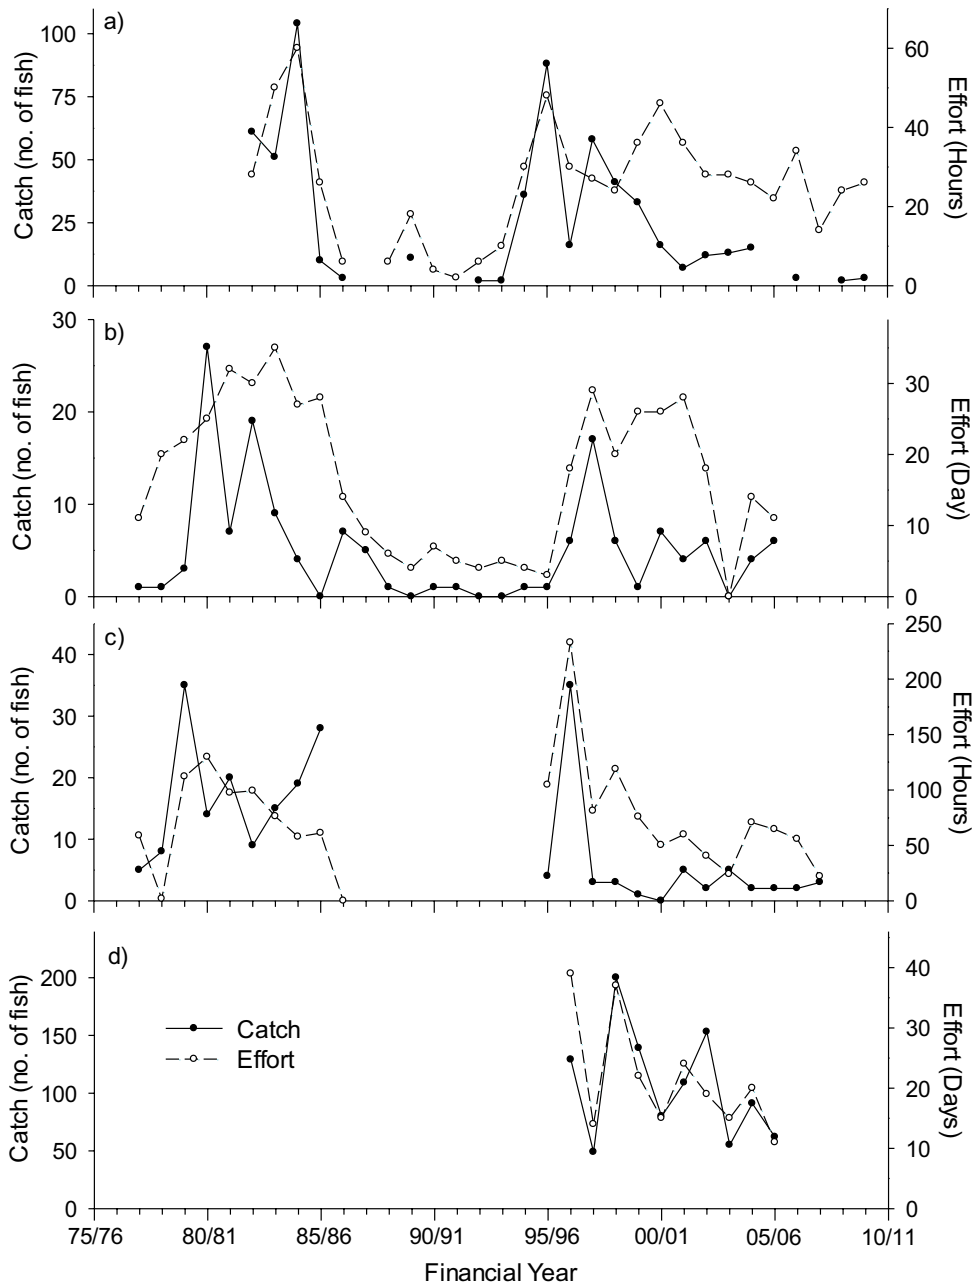 a)
100
75
50
25
0
Catch (no. of fish)
60
40
20
0
Effort (Hours)
b)
30
20
10
0
Catch (no. of fish)
30
20
10
0
Effort (Day)
c)
40
30
20
10
0
Catch (no. of fish)
250
200
150
100
50
0
Effort (Hours)
d)
200
150
100
50
0
Catch (no. of fish)
40
30
20
10
0
Effort (Days)
Catch
Effort
75/76 80/81 85/86 90/91 95/96 00/01 05/06 10/11
Financial Year